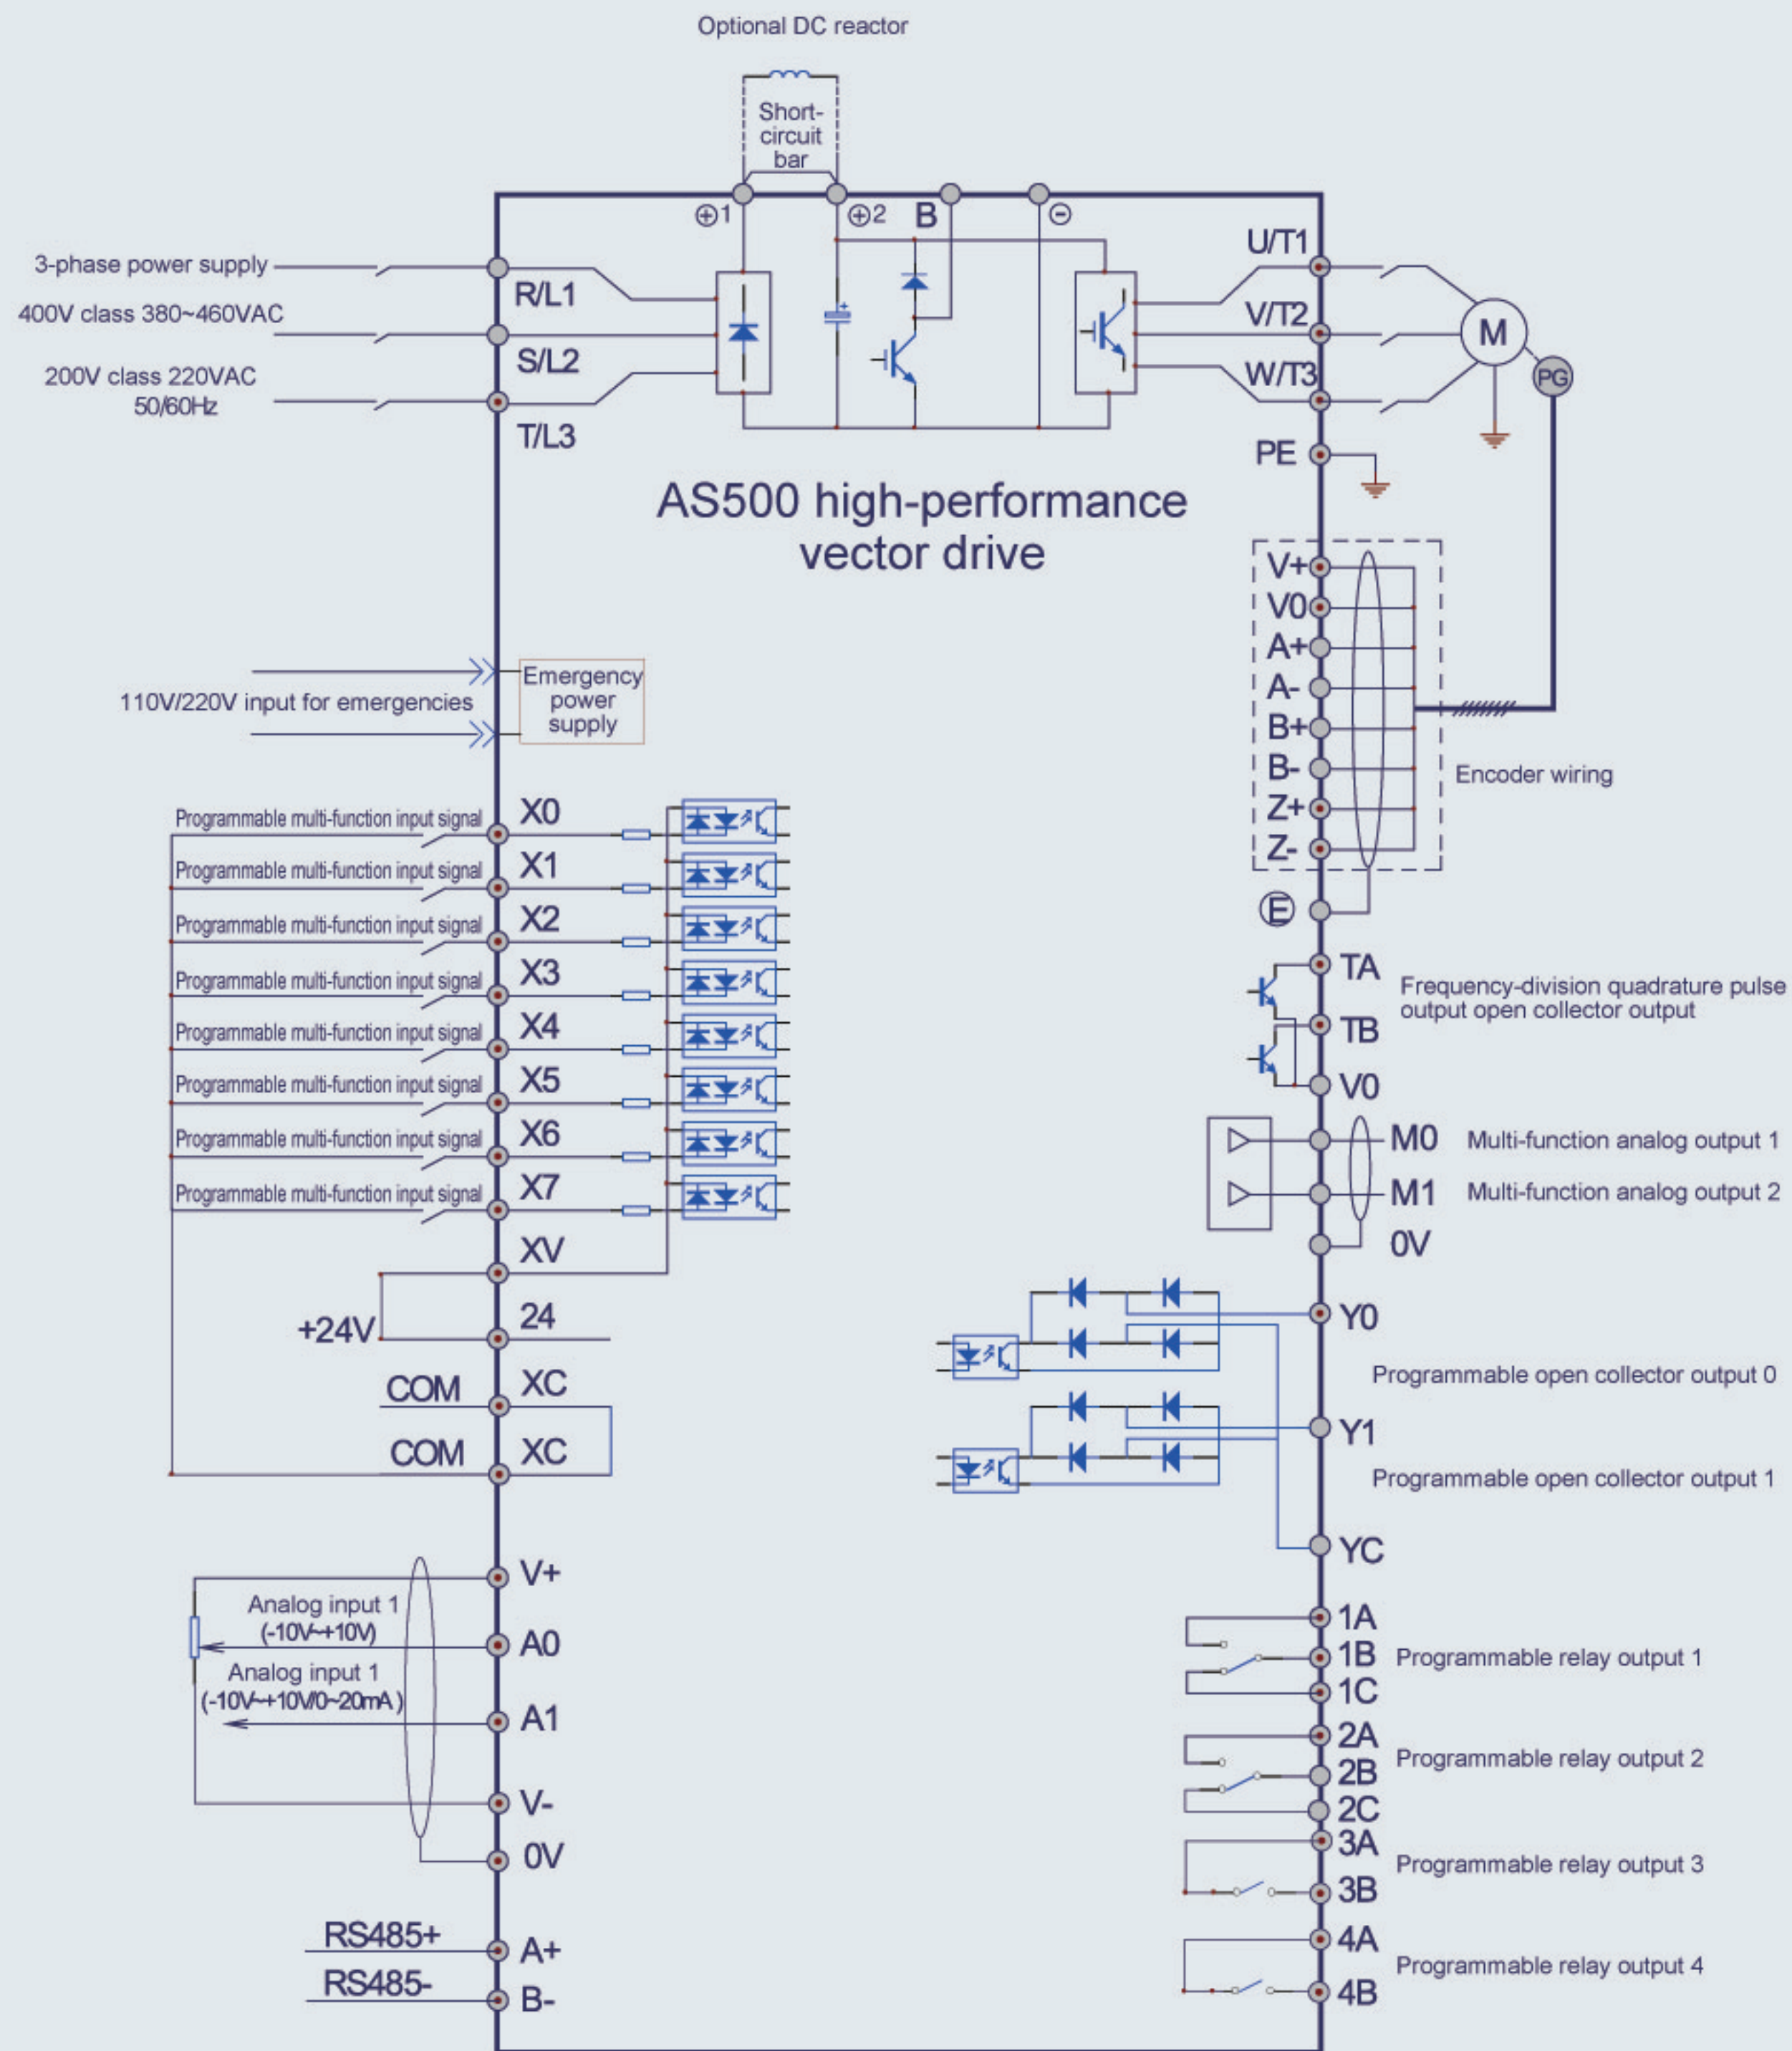 Optional DC reactor
Short-
circuit
bar
⊕1
⊕2
B
⊖
3-phase power supply
400V class 380~460VAC
200V class 220VAC
50/60Hz
R/L1
S/L2
T/L3
U/T1
V/T2
W/T3
M
PG
PE
AS500 high-performance
vector drive
V+
V0
A+
A-
B+
B-
Z+
Z-
Encoder wiring
Ⓔ
110V/220V input for emergencies
Emergency
power
supply
Programmable multi-function input signal
X0
Programmable multi-function input signal
X1
Programmable multi-function input signal
X2
Programmable multi-function input signal
X3
Programmable multi-function input signal
X4
Programmable multi-function input signal
X5
Programmable multi-function input signal
X6
Programmable multi-function input signal
X7
XV
+24V
24
COM
XC
COM
XC
TA
TB
V0
Frequency-division quadrature pulse
output open collector output
M0
Multi-function analog output 1
M1
Multi-function analog output 2
0V
Y0
Programmable open collector output 0
Y1
Programmable open collector output 1
YC
V+
Analog input 1
(-10V~+10V)
A0
Analog input 1
(-10V~+10V/0~20mA)
A1
V-
0V
RS485+
A+
RS485-
B-
1A
1B
1C
Programmable relay output 1
2A
2B
2C
Programmable relay output 2
3A
3B
Programmable relay output 3
4A
4B
Programmable relay output 4